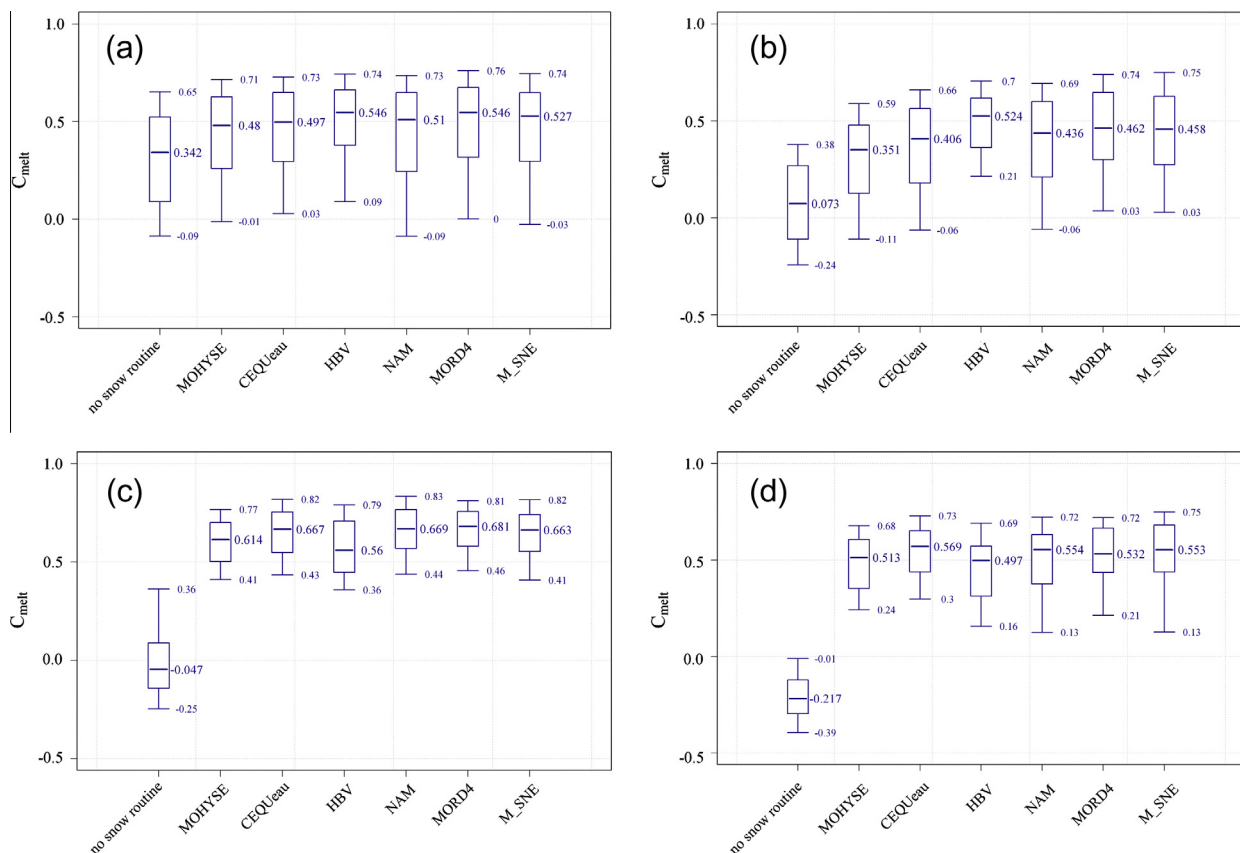 (a)
1.0
0.5
0.0
-0.5
C_melt
0.65
0.342
-0.09
0.71
0.48
-0.01
0.73
0.497
0.03
0.74
0.546
0.09
0.73
0.51
-0.09
0.76
0.546
0
0.74
0.527
-0.03
no snow routine
MOHYSE
CEQUeau
HBV
NAM
MORD4
M_SNE
(b)
1.0
0.5
0.0
-0.5
C_melt
0.38
0.073
-0.24
0.59
0.351
-0.11
0.66
0.406
-0.06
0.7
0.524
0.21
0.69
0.436
-0.06
0.74
0.462
0.03
0.75
0.458
0.03
no snow routine
MOHYSE
CEQUeau
HBV
NAM
MORD4
M_SNE
(c)
1.0
0.5
0.0
-0.5
C_melt
0.36
-0.047
-0.25
0.77
0.614
0.41
0.82
0.667
0.43
0.79
0.56
0.36
0.83
0.669
0.44
0.81
0.681
0.46
0.82
0.663
0.41
no snow routine
MOHYSE
CEQUeau
HBV
NAM
MORD4
M_SNE
(d)
1.0
0.5
0.0
-0.5
C_melt
-0.01
-0.217
-0.39
0.68
0.513
0.24
0.73
0.569
0.3
0.69
0.497
0.16
0.72
0.554
0.13
0.72
0.532
0.21
0.75
0.553
0.13
no snow routine
MOHYSE
CEQUeau
HBV
NAM
MORD4
M_SNE